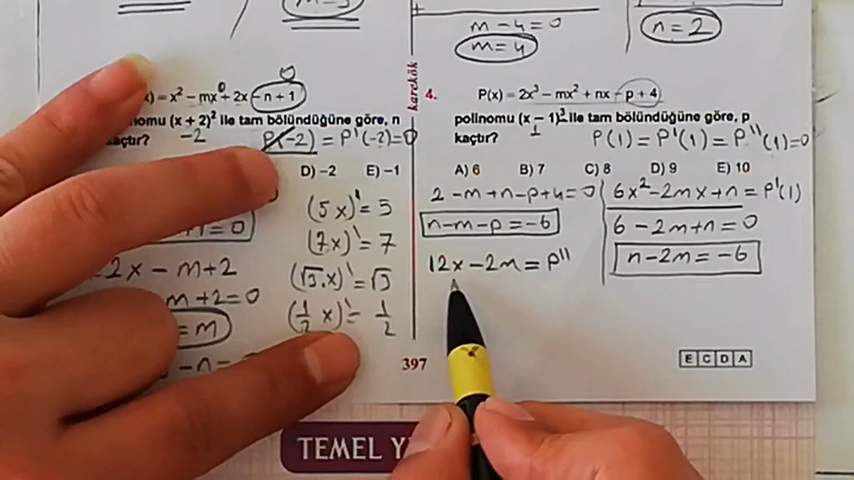 m-4=0
m=4
n=2
x² - mx + 2x - n + 1
0
0
nomu (x + 2)² ile tam bölündüğüne göre, n
-2
P(-2) = P'(-2)=0
D) -2 E) -1
(5x)' = 5
(7x)' = 7
(√3.x)' = √3
(1/2 x)' = 1/2
2x - m+2
m+2=0
= m
karekök
4. P(x) = 2x³ - mx² + nx - p + 4
polinomu (x - 1)³ ile tam bölündüğüne göre, p
1
kaçtır?
P(1) = P'(1) = P''(1)=0
A) 6 B) 7 C) 8 D) 9 E) 10
2 -m+n-p+4=0
n-m-p=-6
12x-2m=P''
6x²-2mx+n=P'(1)
6-2m+n=0
n-2m=-6
397
E C D A
TEMEL